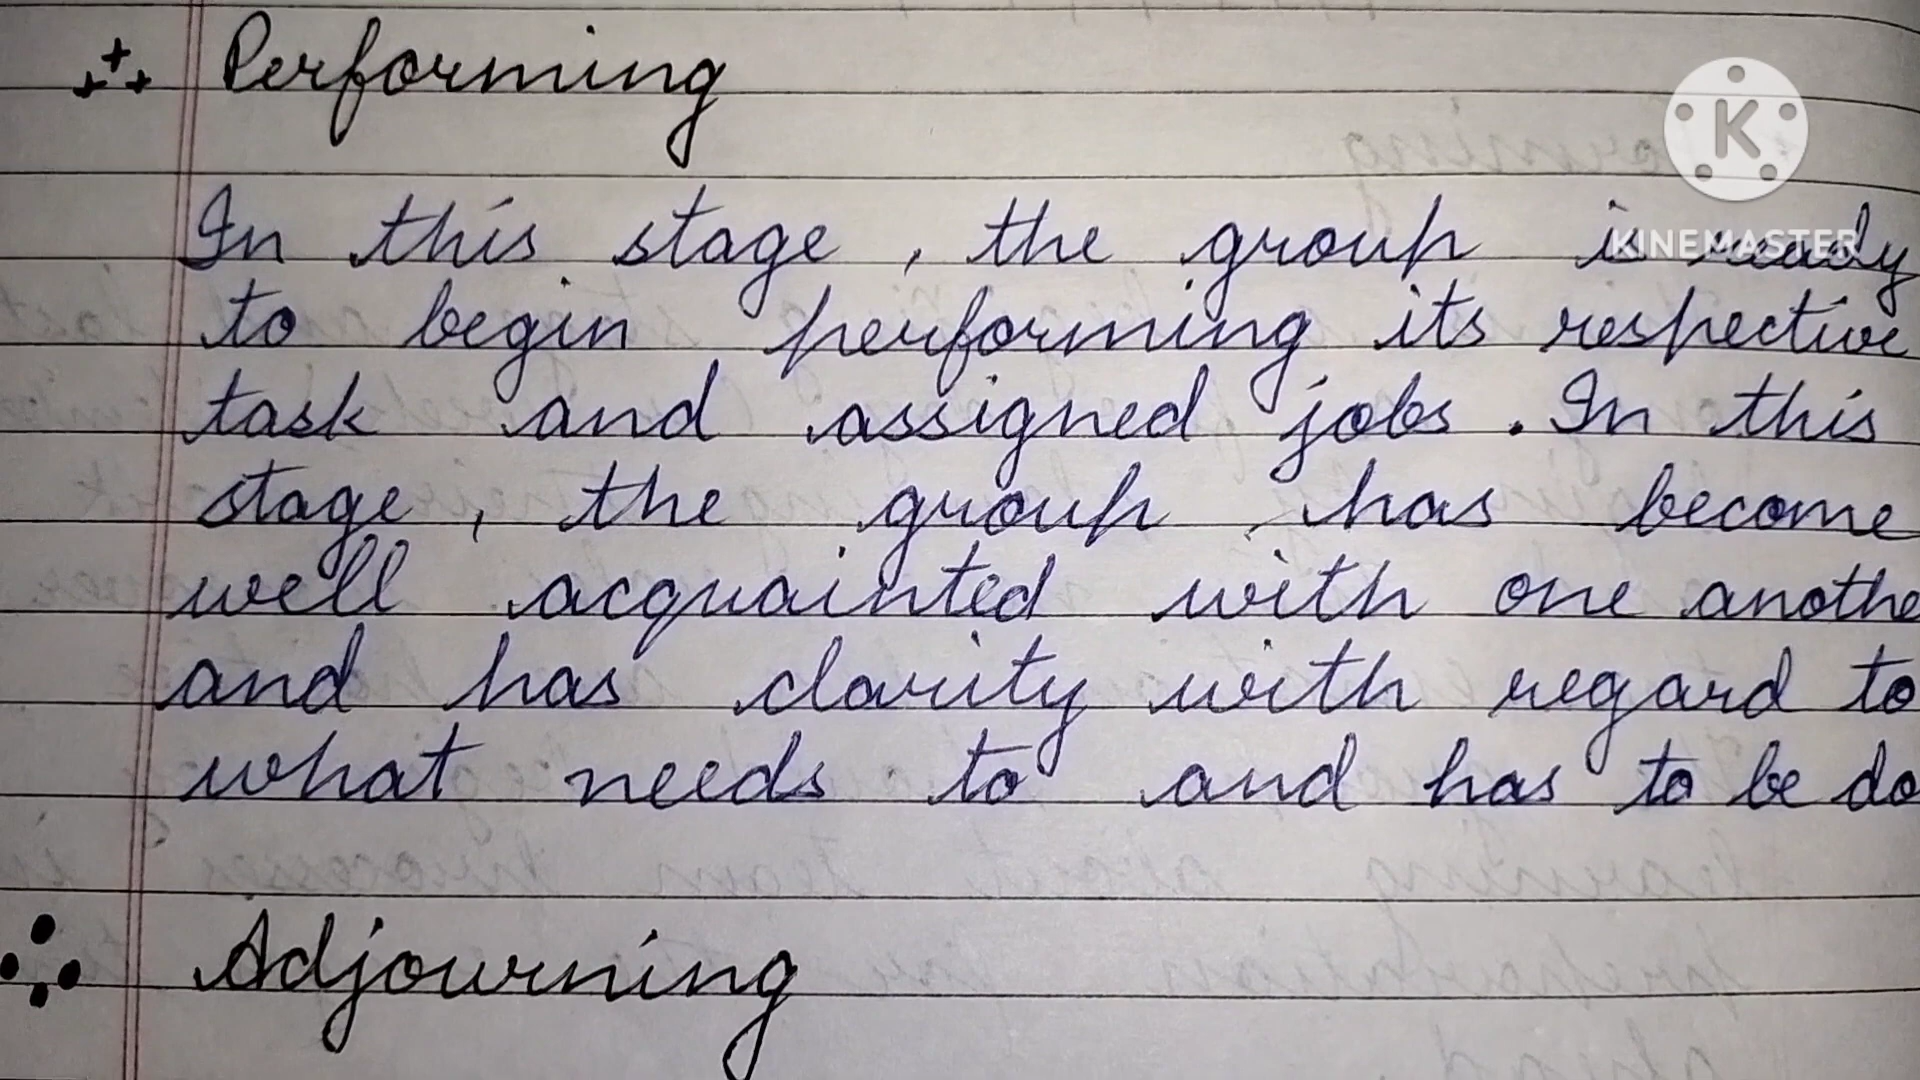 Performing
K
KINEMASTER
In this stage, the group is ready
to begin performing its respective
task and assigned jobs. In this
stage, the group has become
well acquainted with one anothe
and has clarity with regard to
what needs to and has to be do
Adjourning